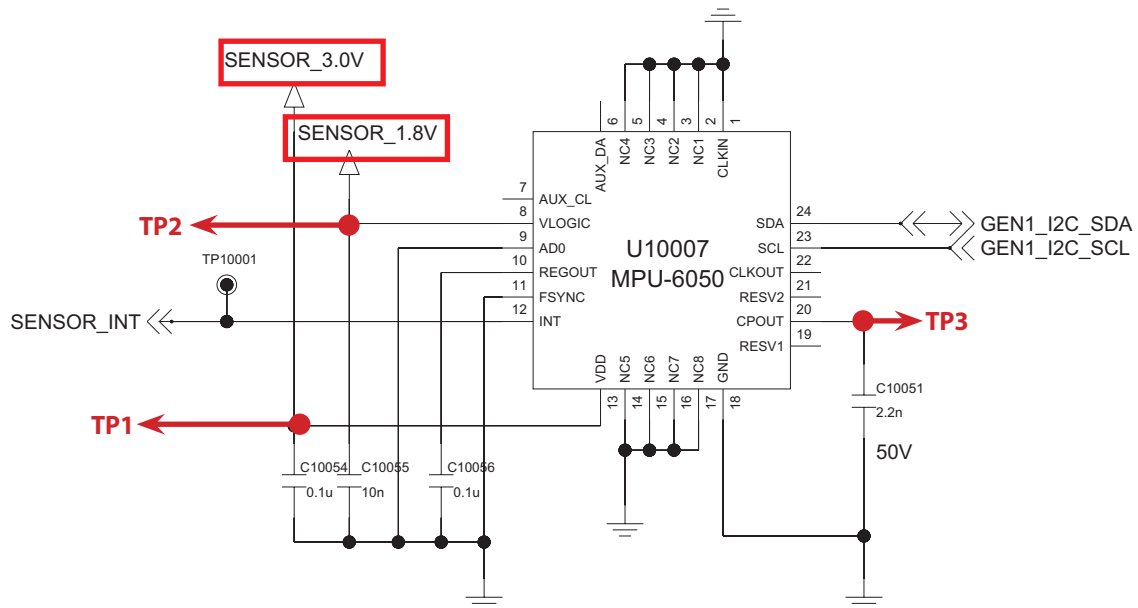 SENSOR_3.0V
SENSOR_1.8V
6
5
4
3
2
1
AUX_DA
NC4
NC3
NC2
NC1
CLKIN
7
AUX_CL
8
VLOGIC
9
AD0
10
REGOUT
11
FSYNC
12
INT
TP2
TP10001
SENSOR_INT
TP1
U10007
MPU-6050
24
SDA
GEN1_I2C_SDA
23
SCL
GEN1_I2C_SCL
22
CLKOUT
21
RESV2
20
CPOUT
TP3
19
RESV1
VDD
NC5
NC6
NC7
NC8
GND
13
14
15
16
17
18
C10051
2.2n
50V
C10054
0.1u
C10055
10n
C10056
0.1u